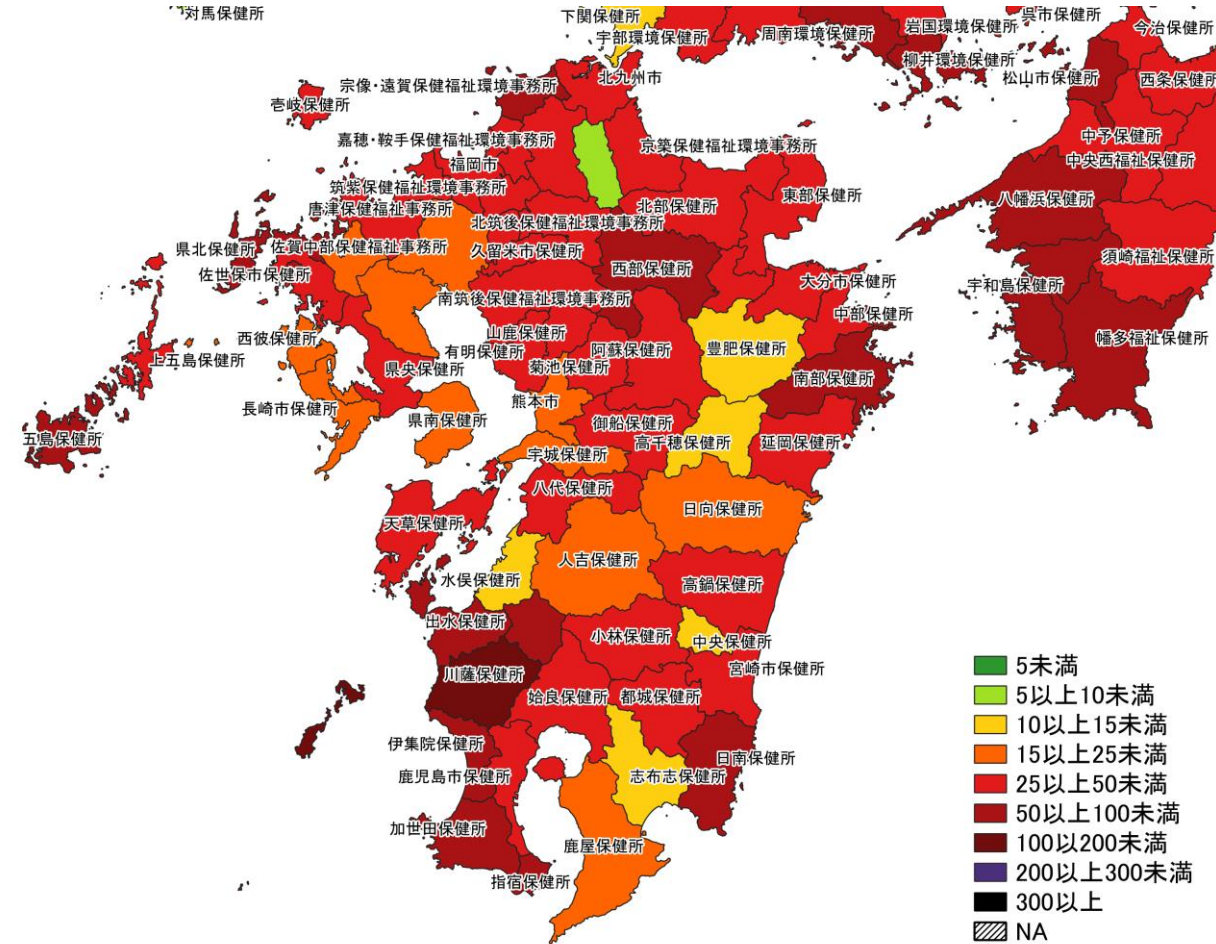 対馬保健所
下関保健所
宇部環境保健所
周南環境保健所
岩国環境保健所
呉市保健所
今治保健所
柳井環境保健所
松山市保健所
西条保健所
北九州市
宗像・遠賀保健福祉環境事務所
壱岐保健所
嘉穂・鞍手保健福祉環境事務所
京築保健福祉環境事務所
中予保健所
中央西福祉保健所
福岡市
筑紫保健福祉環境事務所
東部保健所
八幡浜保健所
唐津保健福祉事務所
北部保健所
北筑後保健福祉環境事務所
県北保健所
佐賀中部保健福祉事務所
久留米市保健所
須崎福祉保健所
佐世保市保健所
西部保健所
大分市保健所
宇和島保健所
南筑後保健福祉環境事務所
中部保健所
山鹿保健所
幡多福祉保健所
西彼保健所
有明保健所
阿蘇保健所
豊肥保健所
上五島保健所
県央保健所
菊池保健所
南部保健所
長崎市保健所
熊本市
県南保健所
御船保健所
五島保健所
高千穂保健所
延岡保健所
宇城保健所
八代保健所
日向保健所
天草保健所
人吉保健所
水俣保健所
高鍋保健所
出水保健所
小林保健所
中央保健所
宮崎市保健所
川薩保健所
姶良保健所
都城保健所
伊集院保健所
鹿児島市保健所
志布志保健所
日南保健所
加世田保健所
鹿屋保健所
指宿保健所
5未満
5以上10未満
10以上15未満
15以上25未満
25以上50未満
50以上100未満
100以200未満
200以上300未満
300以上
NA